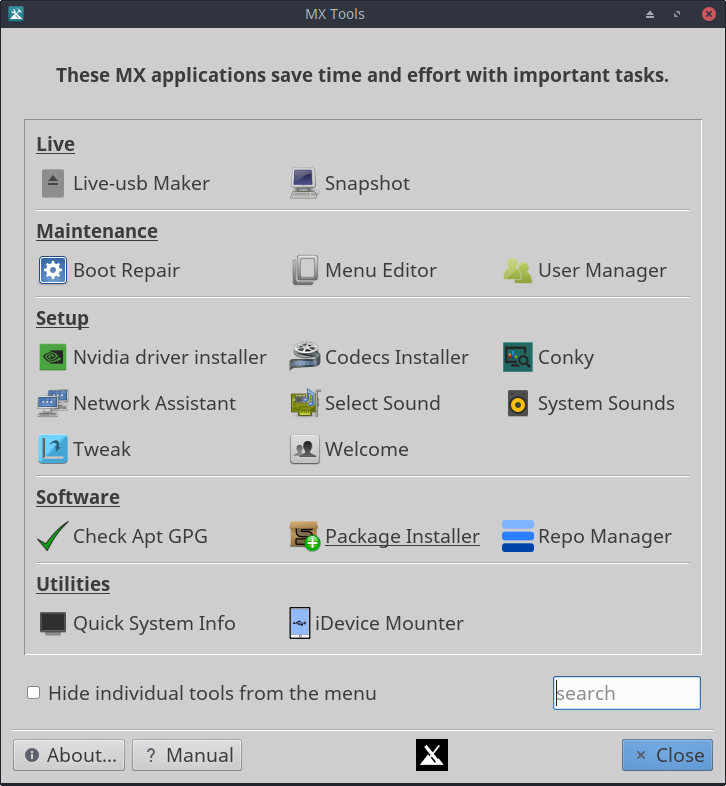 MX Tools
These MX applications save time and effort with important tasks.
Live
Live-usb Maker Snapshot
Maintenance
Boot Repair Menu Editor User Manager
Setup
Nvidia driver installer Codecs Installer Conky
Network Assistant Select Sound System Sounds
Tweak Welcome
Software
Check Apt GPG Package Installer Repo Manager
Utilities
Quick System Info iDevice Mounter
Hide individual tools from the menu search
About... ? Manual Close